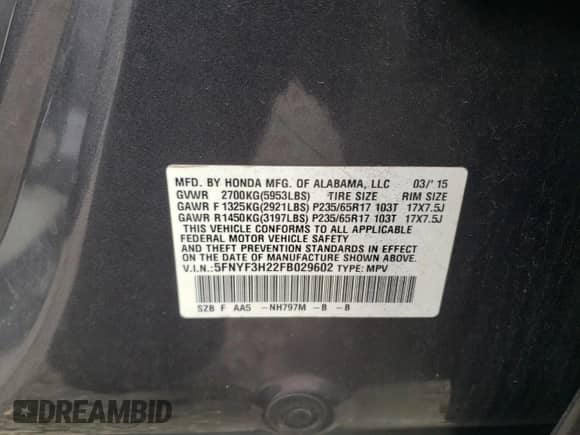 MFD. BY HONDA MFG. OF ALABAMA, LLC 03/'15
GVWR 2700KG(5953LBS) TIRE SIZE RIM SIZE
GAWR F 1325KG(2921LBS) P235/65R17 103T 17X7.5J
GAWR R1450KG(3197LBS) P235/65R17 103T 17X7.5J
THIS VEHICLE CONFORMS TO ALL APPLICABLE
FEDERAL MOTOR VEHICLE SAFETY
AND THEFT PREVENTION STANDARDS IN EFFECT
ON THE DATE OF MANUFACTURE SHOWN ABOVE.
V.I.N.:5FNYF3H22FB029602 TYPE: MPV
SZB F AA5 -NH797M -B -B
DREAMBID